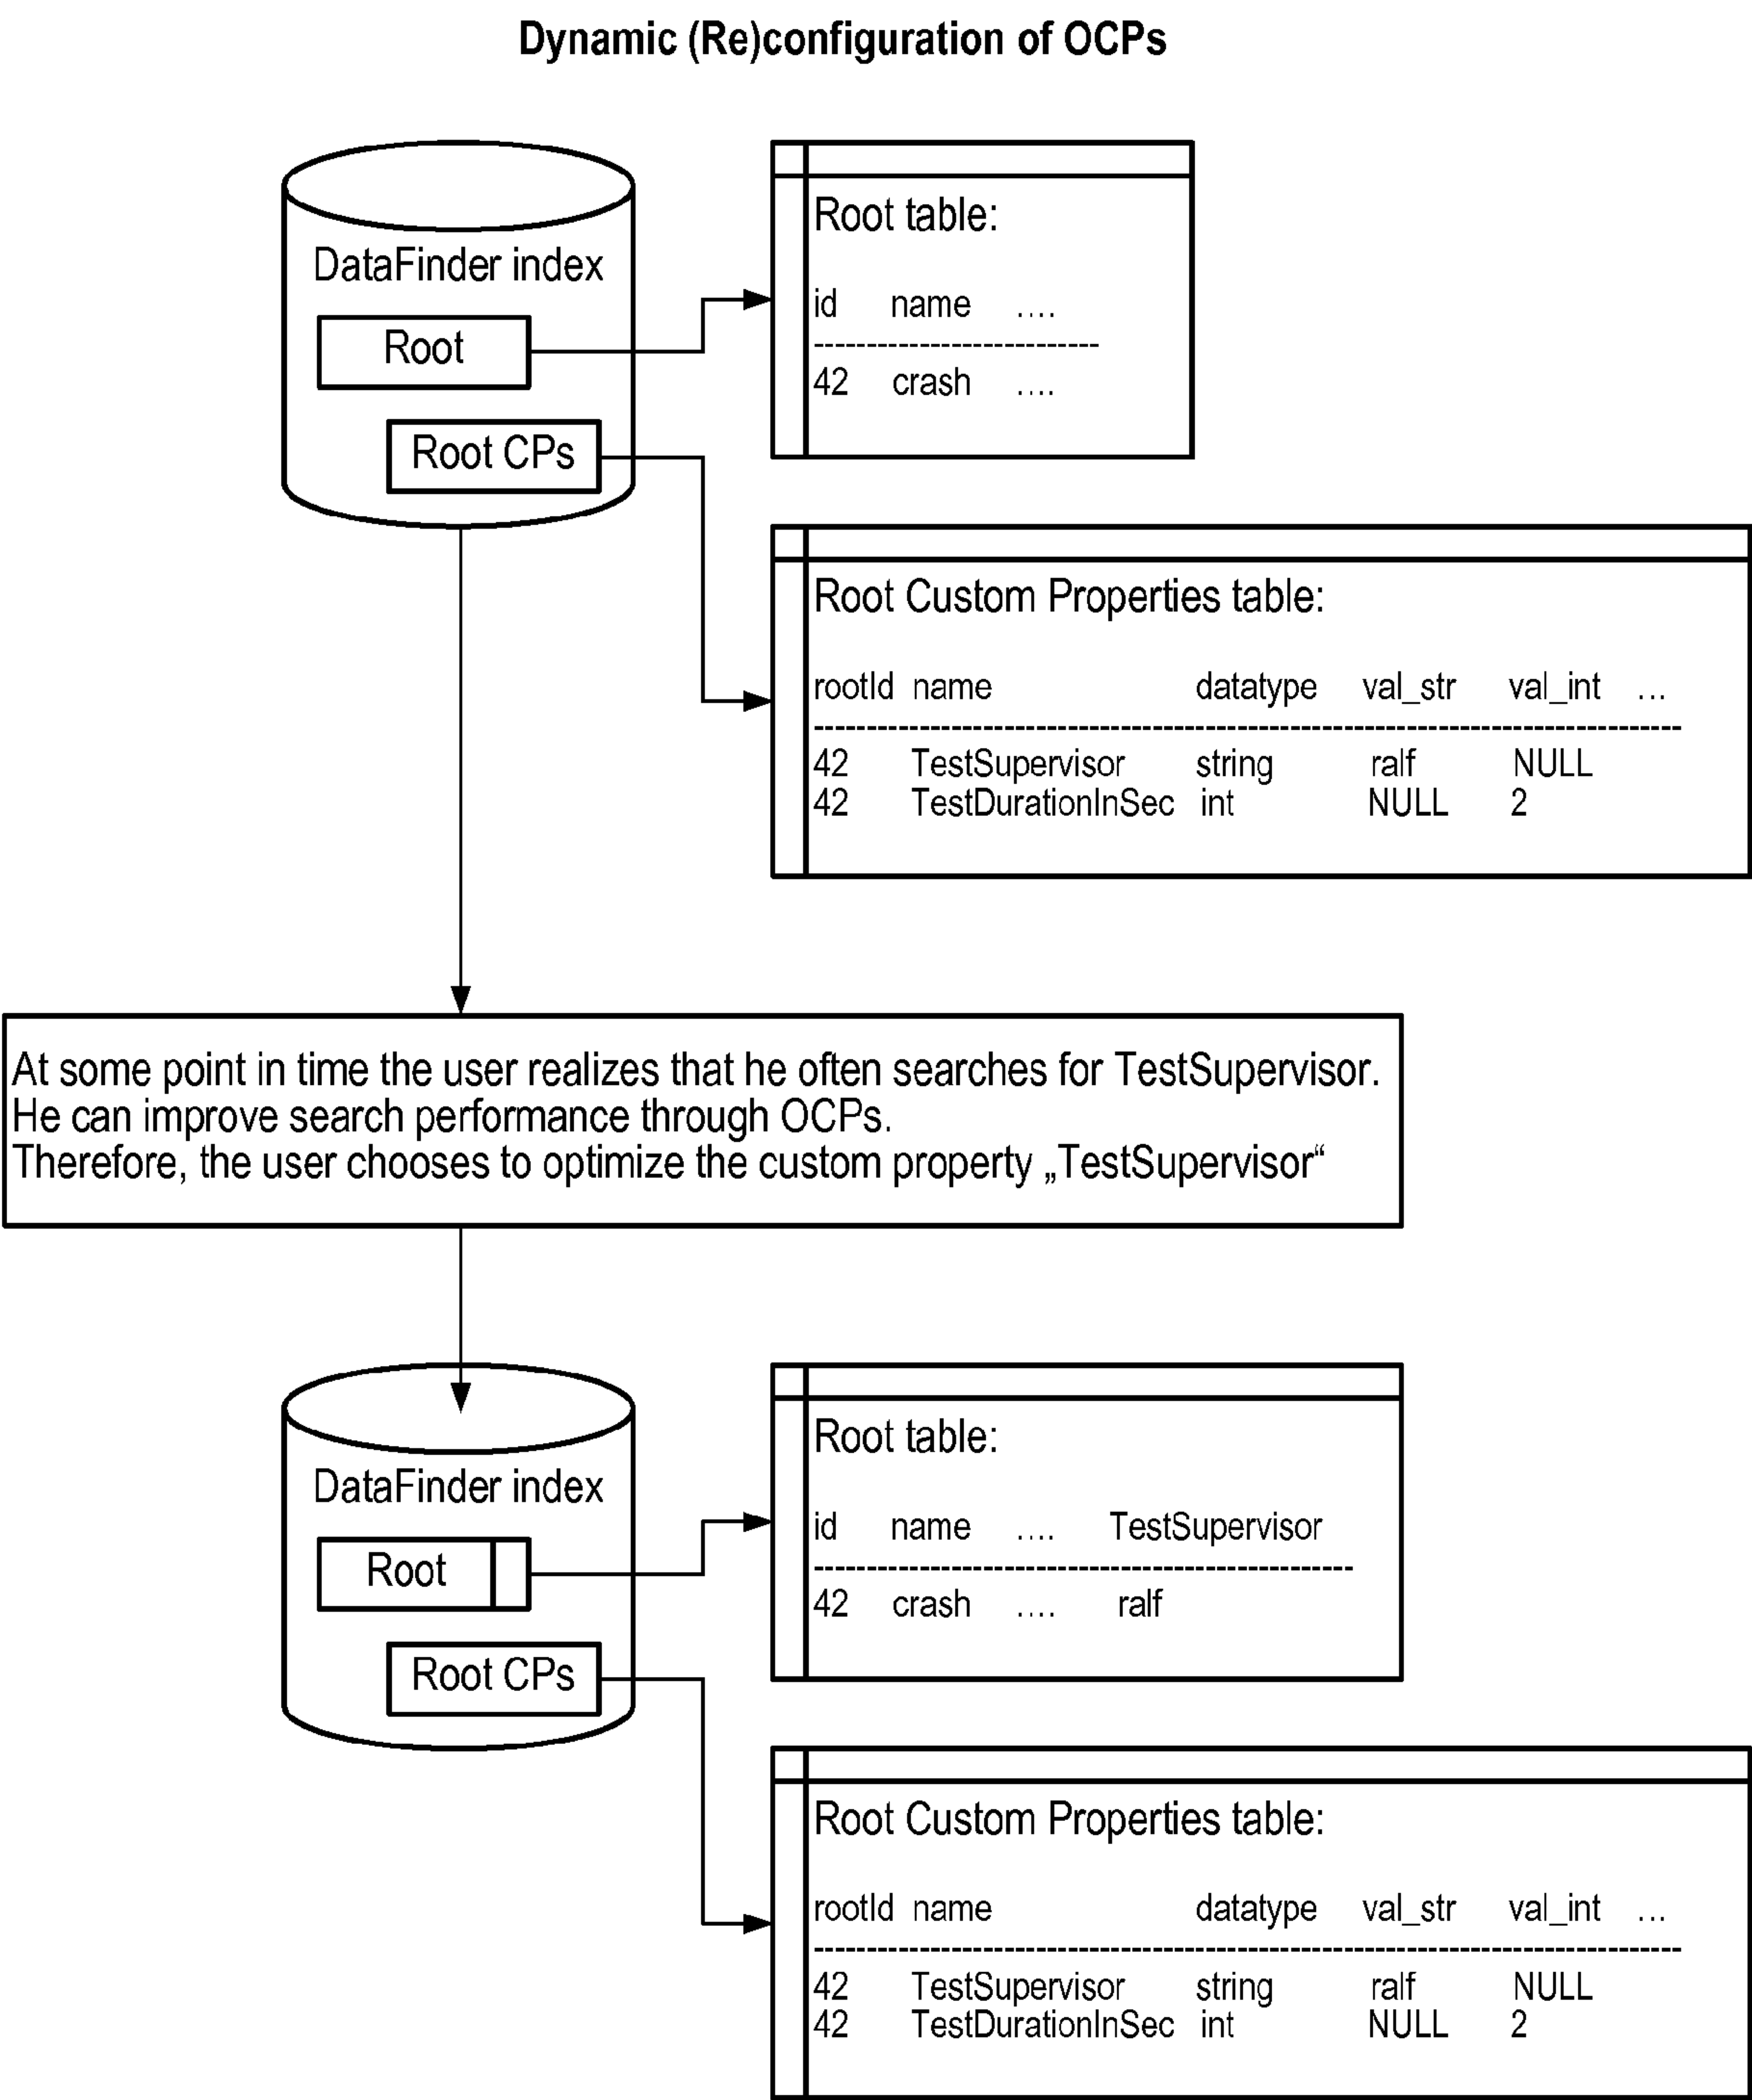 Dynamic (Re)configuration of OCPs
DataFinder index
Root
Root CPs
Root table:
id name ....
--------------------------
42 crash ....
Root Custom Properties table:
rootId name datatype val_str val_int ...
--------------------------------------------------------------------------------
42 TestSupervisor string ralf NULL
42 TestDurationInSec int NULL 2
At some point in time the user realizes that he often searches for TestSupervisor.
He can improve search performance through OCPs.
Therefore, the user chooses to optimize the custom property „TestSupervisor“
DataFinder index
Root
Root CPs
Root table:
id name .... TestSupervisor
--------------------------------------------------
42 crash .... ralf
Root Custom Properties table:
rootId name datatype val_str val_int ...
--------------------------------------------------------------------------------
42 TestSupervisor string ralf NULL
42 TestDurationInSec int NULL 2